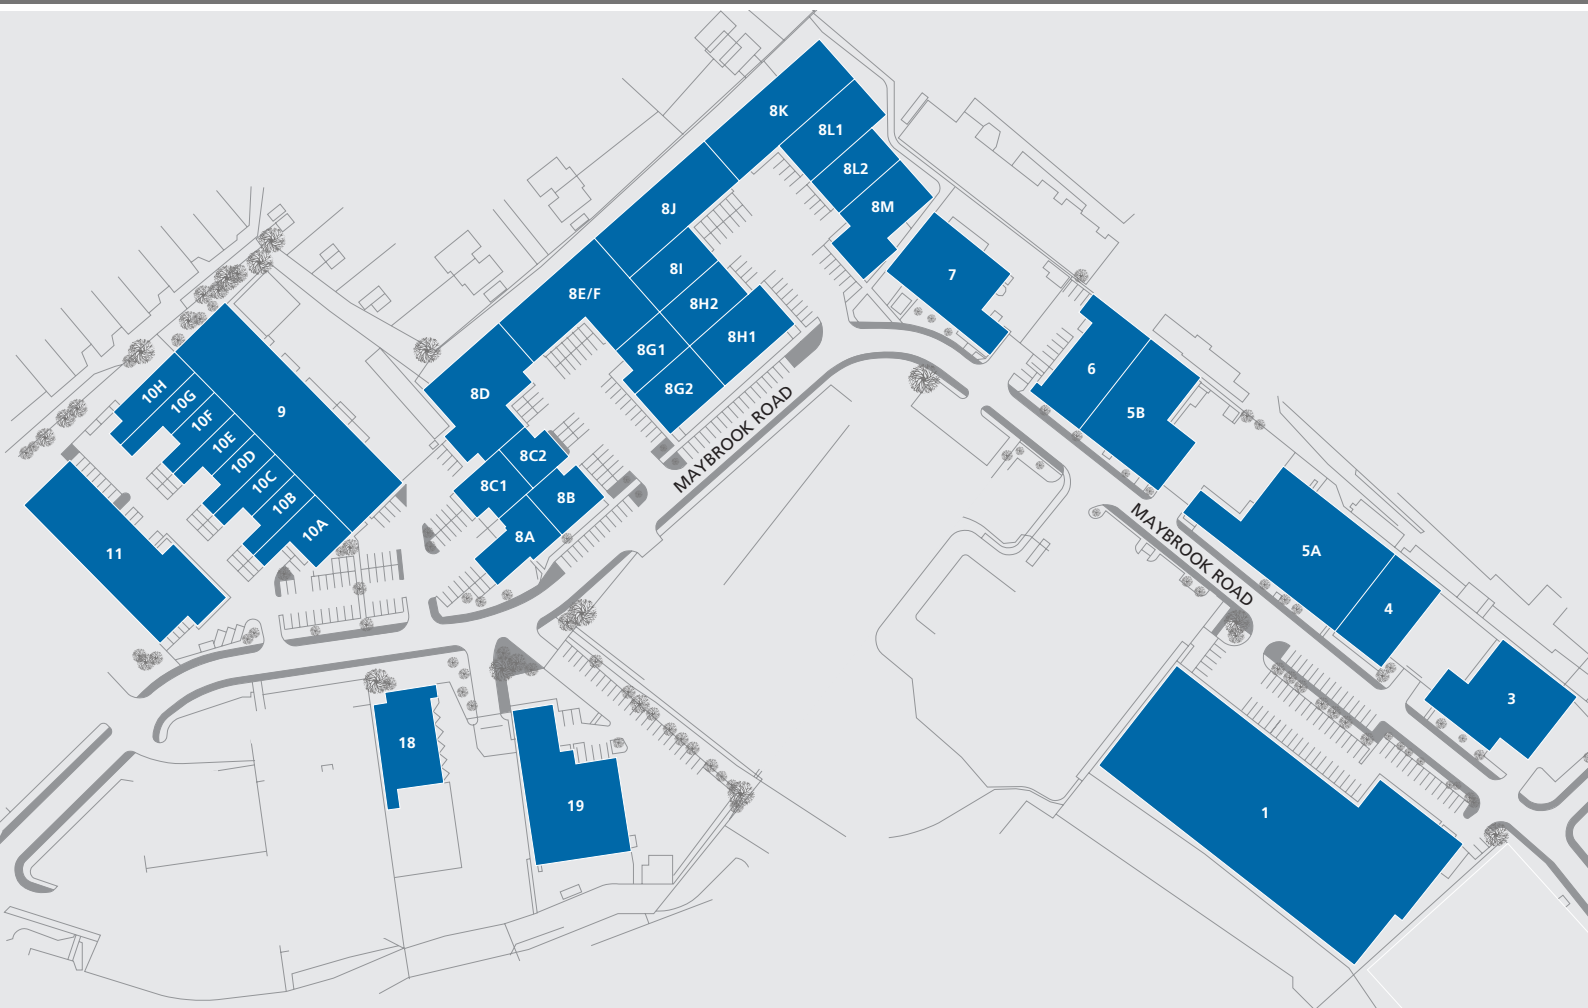 8K
8L1
8L2
8J
8M
8I
7
8E/F
8H2
8H1
8G1
6
8G2
10H
8D
10G
9
5B
10F
MAYBROOK ROAD
10E
8C2
10D
10C
8C1
8B
10B
10A
8A
11
MAYBROOK ROAD
5A
4
3
18
19
1